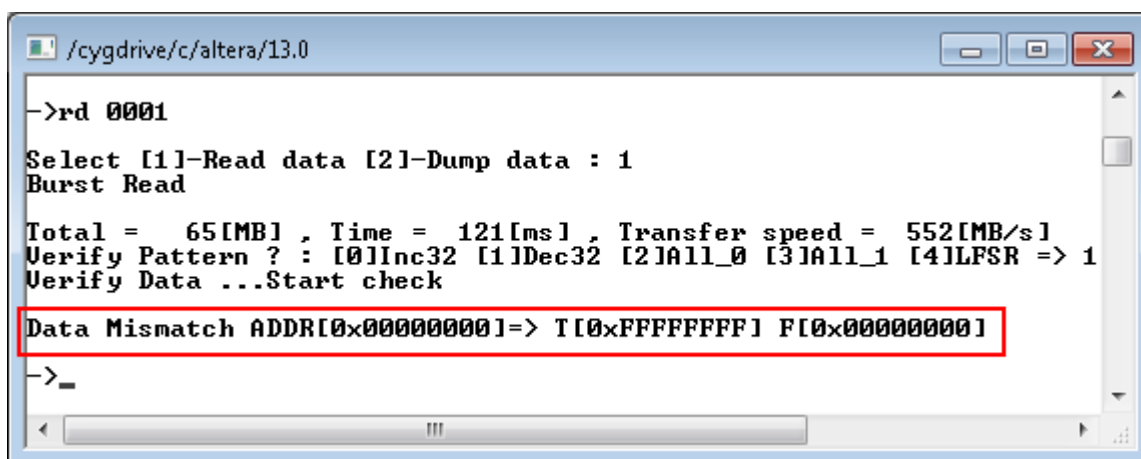 /cygdrive/c/altera/13.0
->rd 0001
Select [1]-Read data [2]-Dump data : 1
Burst Read
Total =   65[MB] , Time =  121[ms] , Transfer speed =  552[MB/s]
Verify Pattern ? : [0]Inc32 [1]Dec32 [2]All_0 [3]All_1 [4]LFSR => 1
Verify Data ...Start check
Data Mismatch ADDR[0x00000000]=> T[0xFFFFFFFF] F[0x00000000]
->_